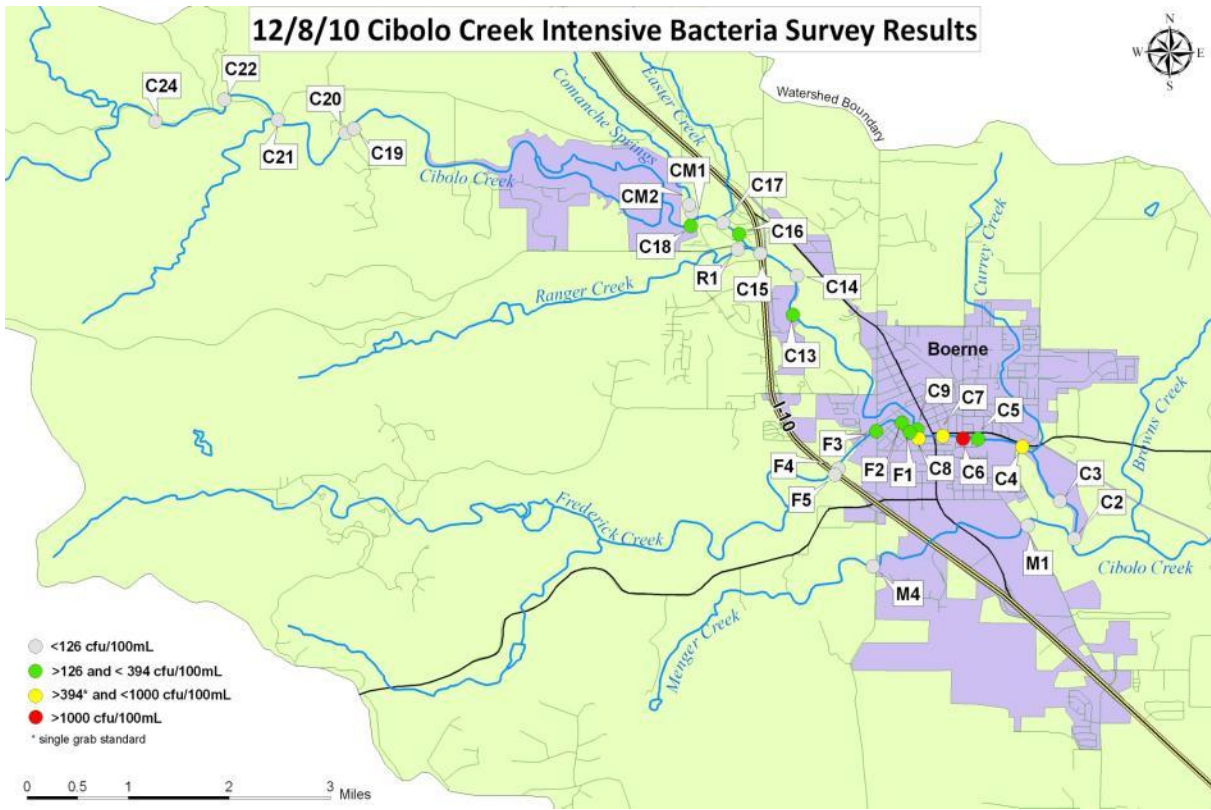 12/8/10 Cibolo Creek Intensive Bacteria Survey Results
N
W E
S
C22
C24
C20
C21
C19
Comanche Springs
Easter Creek
Watershed Boundary
Cibolo Creek
CM1
CM2
C17
C16
C18
R1
C15
C14
Ranger Creek
Currey Creek
C13
Boerne
I-10
C9
C7
C5
F3
F2
F1
C8
C6
C4
Browns Creek
F4
F5
C3
C2
Frederick Creek
M1
Cibolo Creek
M4
Menger Creek
<126 cfu/100mL
>126 and < 394 cfu/100mL
>394* and <1000 cfu/100mL
>1000 cfu/100mL
* single grab standard
0 0.5 1 2 3 Miles